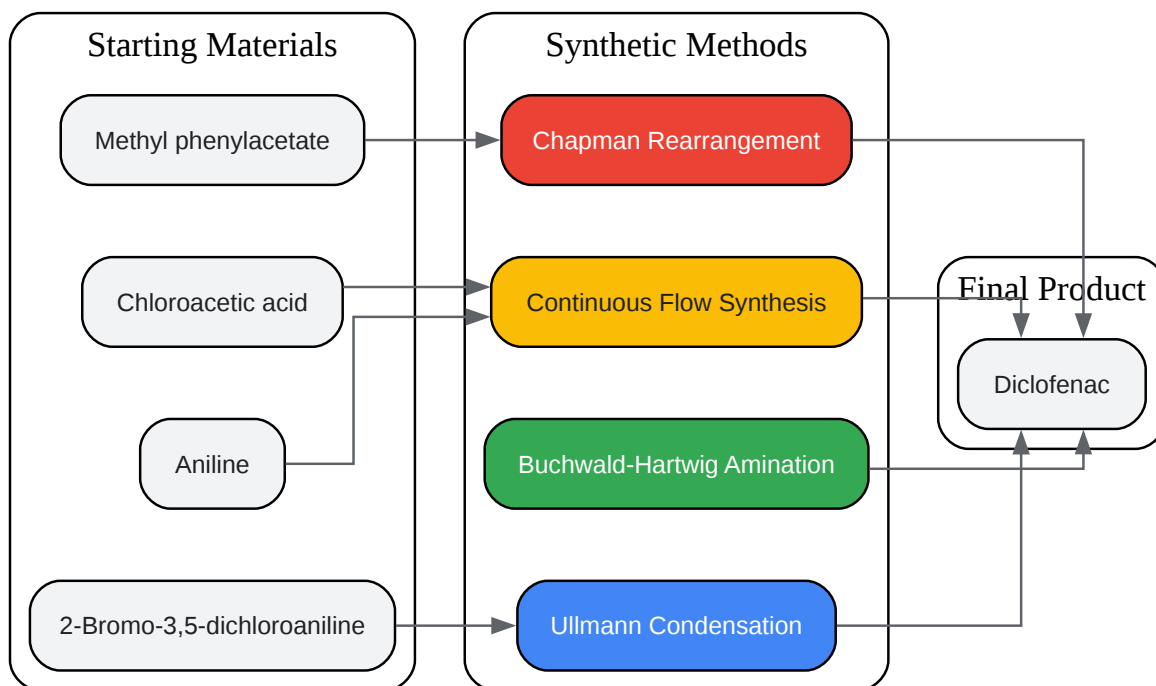 Starting Materials
Synthetic Methods
Methyl phenylacetate
Chapman Rearrangement
Chloroacetic acid
Continuous Flow Synthesis
Final Product
Diclofenac
Aniline
Buchwald-Hartwig Amination
2-Bromo-3,5-dichloroaniline
Ullmann Condensation